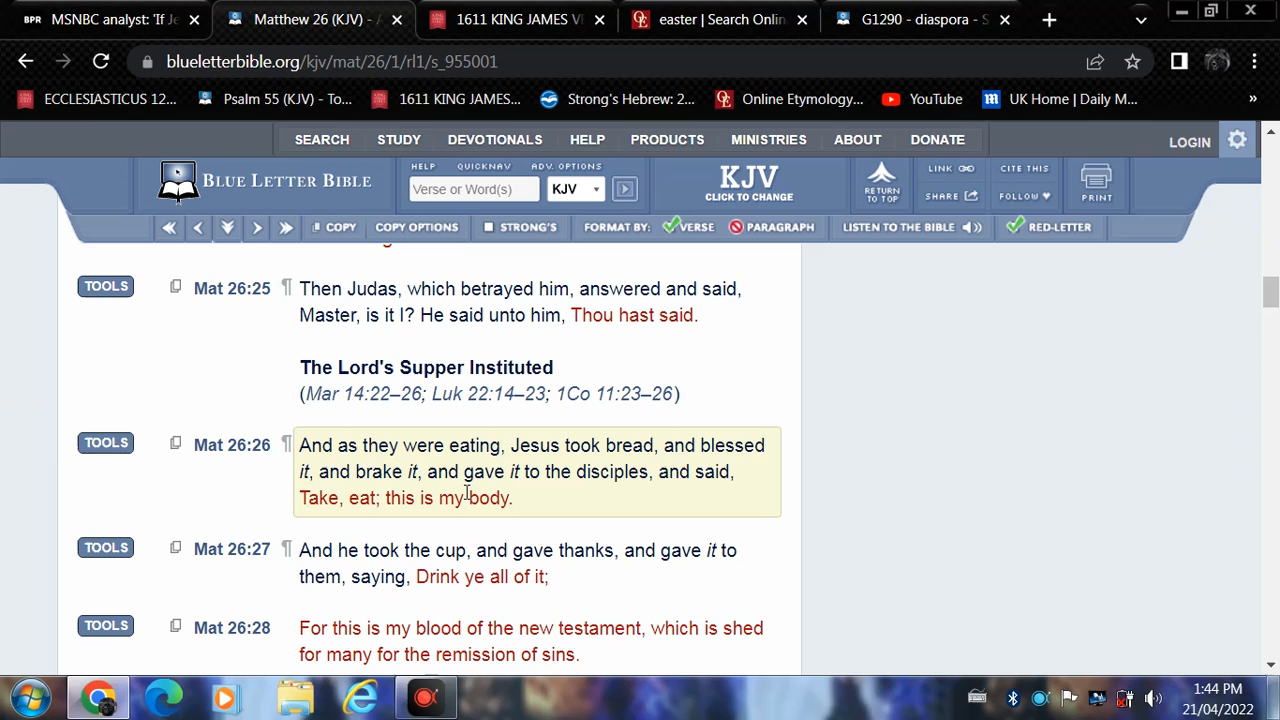 MSNBC analyst: 'If Je
Matthew 26 (KJV) - 
1611 KING JAMES VE
easter | Search Onlin
G1290 - diaspora - S
blueletterbible.org/kjv/mat/26/1/rl1/s_955001
ECCLESIASTICUS 12...
Psalm 55 (KJV) - To...
1611 KING JAMES...
Strong's Hebrew: 2...
Online Etymology...
YouTube
UK Home | Daily M...
»
SEARCH STUDY DEVOTIONALS HELP PRODUCTS MINISTRIES ABOUT DONATE
LOGIN
BLUE LETTER BIBLE
HELP QUICKNAV ADV. OPTIONS
Verse or Word(s) KJV
KJV
CLICK TO CHANGE
RETURN
TO TOP
LINK
CITE THIS
SHARE
FOLLOW
PRINT
COPY COPY OPTIONS STRONG'S FORMAT BY: VERSE PARAGRAPH LISTEN TO THE BIBLE RED-LETTER
TOOLS Mat 26:25 ¶ Then Judas, which betrayed him, answered and said,
Master, is it I? He said unto him, Thou hast said.
The Lord's Supper Instituted
(Mar 14:22–26; Luk 22:14–23; 1Co 11:23–26)
TOOLS Mat 26:26 ¶ And as they were eating, Jesus took bread, and blessed
it, and brake it, and gave it to the disciples, and said,
Take, eat; this is my body.
TOOLS Mat 26:27 ¶ And he took the cup, and gave thanks, and gave it to
them, saying, Drink ye all of it;
TOOLS Mat 26:28 For this is my blood of the new testament, which is shed
for many for the remission of sins.
1:44 PM
21/04/2022